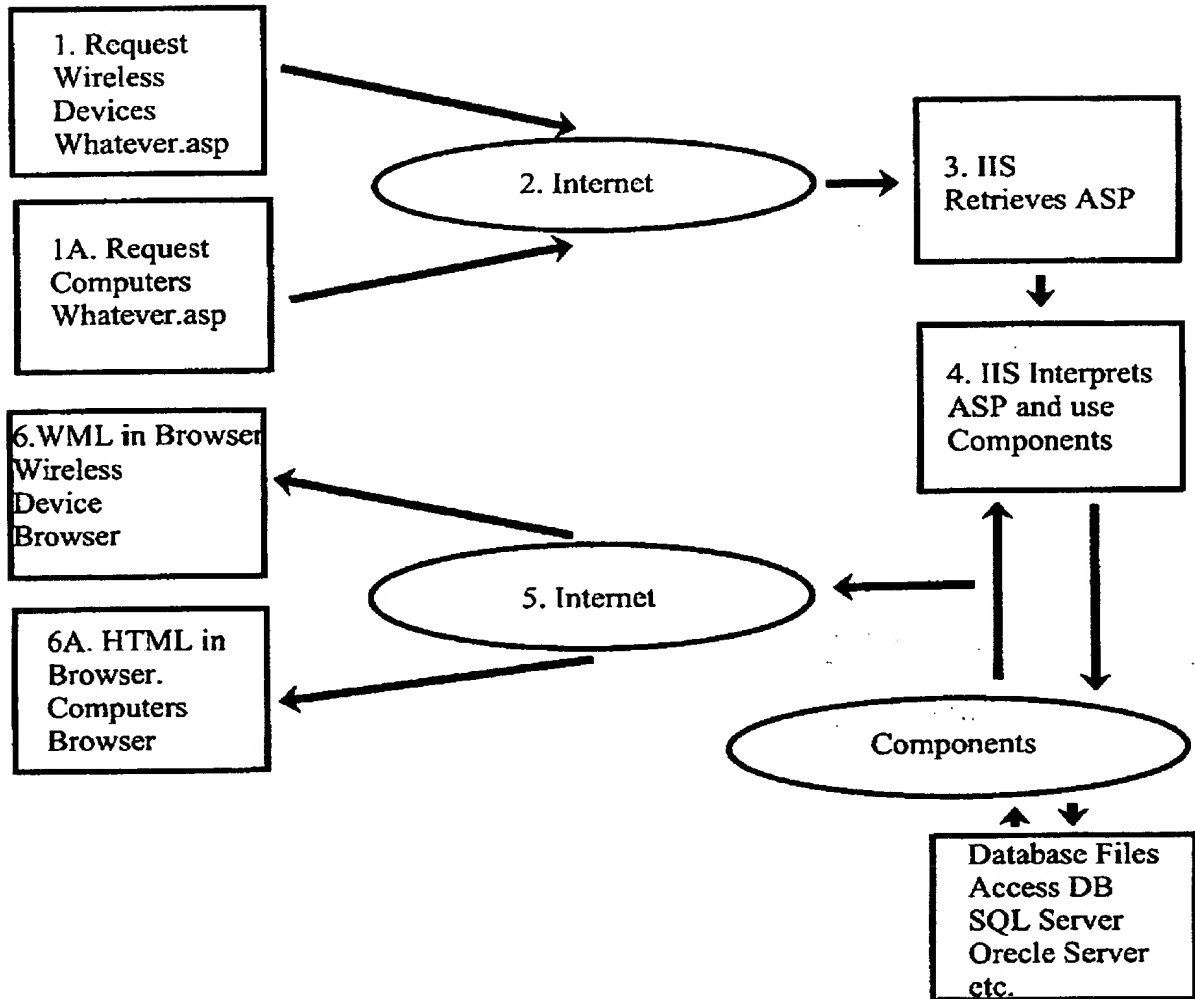 1. Request
Wireless
Devices
Whatever.asp
2. Internet
3. IIS
Retrieves ASP
1A. Request
Computers
Whatever.asp
4. IIS Interprets
ASP and use
Components
6.WML in Browser
Wireless
Device
Browser
5. Internet
6A. HTML in
Browser.
Computers
Browser
Components
Database Files
Access DB
SQL Server
Orecle Server
etc.